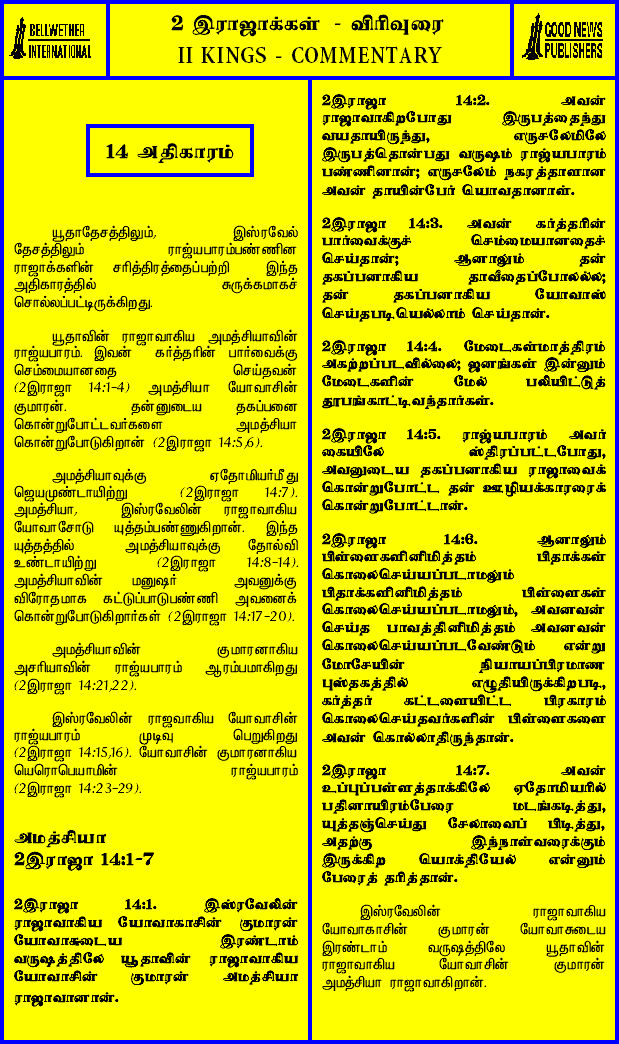 BELLWETHER
INTERNATIONAL
2 இராஜாக்கள் - விரிவுரை
II KINGS - COMMENTARY
GOOD NEWS
PUBLISHERS
14 அதிகாரம்
யூதாதேசத்திலும், இஸ்ரவேல்
தேசத்திலும் ராஜ்யபாரம்பண்ணின
ராஜாக்களின் சரித்திரத்தைப்பற்றி இந்த
அதிகாரத்தில் சுருக்கமாகச்
சொல்லப்பட்டிருக்கிறது.
யூதாவின் ராஜாவாகிய அமத்சியாவின்
ராஜ்யபாரம். இவன் கர்த்தரின் பார்வைக்கு
செம்மையானதை செய்தவன்
(2இராஜா 14:1-4) அமத்சியா யோவாசின்
குமாரன். தன்னுடைய தகப்பனை
கொன்றுபோட்டவர்களை அமத்சியா
கொன்றுபோடுகிறான் (2இராஜா 14:5,6).
அமத்சியாவுக்கு ஏதோமியர்மீது
ஜெயமுண்டாயிற்று (2இராஜா 14:7).
அமத்சியா, இஸ்ரவேலின் ராஜாவாகிய
யோவாசோடு யுத்தம்பண்ணுகிறான். இந்த
யுத்தத்தில் அமத்சியாவுக்கு தோல்வி
உண்டாயிற்று (2இராஜா 14:8-14).
அமத்சியாவின் மனுஷர் அவனுக்கு
விரோதமாக கட்டுப்பாடுபண்ணி அவனைக்
கொன்றுபோடுகிறார்கள் (2இராஜா 14:17-20).
அமத்சியாவின் குமாரனாகிய
அசரியாவின் ராஜ்யபாரம் ஆரம்பமாகிறது
(2இராஜா 14:21,22).
இஸ்ரவேலின் ராஜவாகிய யோவாசின்
ராஜ்யபாரம் முடிவு பெறுகிறது
(2இராஜா 14:15,16). யோவாசின் குமாரனாகிய
யெரொபெயாமின் ராஜ்யபாரம்
(2இராஜா 14:23-29).
அமத்சியா
2இராஜா 14:1-7
2இராஜா 14:1. இஸ்ரவேலின்
ராஜாவாகிய யோவாகாசின் குமாரன்
யோவாசுடைய இரண்டாம்
வருஷத்திலே யூதாவின் ராஜாவாகிய
யோவாசின் குமாரன் அமத்சியா
ராஜாவானான்.
2இராஜா 14:2. அவன்
ராஜாவாகிறபோது இருபத்தைந்து
வயதாயிருந்து, எருசலேமிலே
இருபத்தொன்பது வருஷம் ராஜ்யபாரம்
பண்ணினான்; எருசலேம் நகரத்தாளான
அவன் தாயின்பேர் யொவதானாள்.
2இராஜா 14:3. அவன் கர்த்தரின்
பார்வைக்குச் செம்மையானதைச்
செய்தான்; ஆனாலும் தன்
தகப்பனாகிய தாவீதைப்போலல்ல;
தன் தகப்பனாகிய யோவாஸ்
செய்தபடியெல்லாம் செய்தான்.
2இராஜா 14:4. மேடைகள்மாத்திரம்
அகற்றப்படவில்லை; ஜனங்கள் இன்னும்
மேடைகளின் மேல் பலியிட்டுத்
தூபங்காட்டிவந்தார்கள்.
2இராஜா 14:5. ராஜ்யபாரம் அவர்
கையிலே ஸ்திரப்பட்டபோது,
அவனுடைய தகப்பனாகிய ராஜாவைக்
கொன்றுபோட்ட தன் ஊழியக்காரரைக்
கொன்றுபோட்டான்.
2இராஜா 14:6. ஆனாலும்
பிள்ளைகளினிமித்தம் பிதாக்கள்
கொலைசெய்யப்படாமலும்
பிதாக்களினிமித்தம் பிள்ளைகள்
கொலைசெய்யப்படாமலும், அவனவன்
செய்த பாவத்தினிமித்தம் அவனவன்
கொலைசெய்யப்படவேண்டும் என்று
மோசேயின் நியாயப்பிரமாண
புஸ்தகத்தில் எழுதியிருக்கிறபடி,
கர்த்தர் கட்டளையிட்ட பிரகாரம்
கொலைசெய்தவர்களின் பிள்ளைகளை
அவன் கொல்லாதிருந்தான்.
2இராஜா 14:7. அவன்
உப்புப்பள்ளத்தாக்கிலே ஏதோமியரில்
பதினாயிரம்பேரை மடங்கடித்து,
யுத்தஞ்செய்து சேலாவைப் பிடித்து,
அதற்கு இந்நாள்வரைக்கும்
இருக்கிற யொக்தியேல் என்னும்
பேரைத் தரித்தான்.
இஸ்ரவேலின் ராஜாவாகிய
யோவாகாசின் குமாரன் யோவாசுடைய
இரண்டாம் வருஷத்திலே யூதாவின்
ராஜாவாகிய யோவாசின் குமாரன்
அமத்சியா ராஜாவாகிறான்.